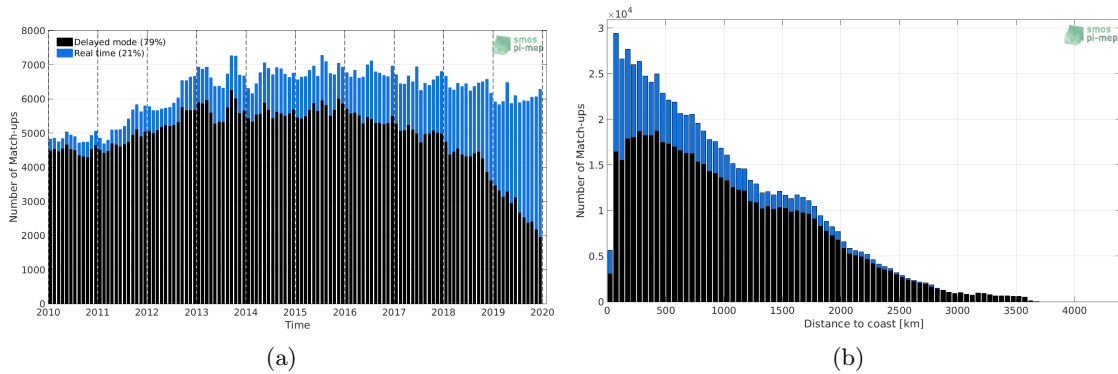 8000
7000
6000
5000
4000
3000
2000
1000
0
Number of Match-ups
Delayed mode (79%)
Real time (21%)
smos
pi-mep
2010 2011 2012 2013 2014 2015 2016 2017 2018 2019 2020
Time
(a)
×10⁴
3
2.5
2
1.5
1
0.5
0
Number of Match-ups
smos
pi-mep
0 500 1000 1500 2000 2500 3000 3500 4000
Distance to coast [km]
(b)